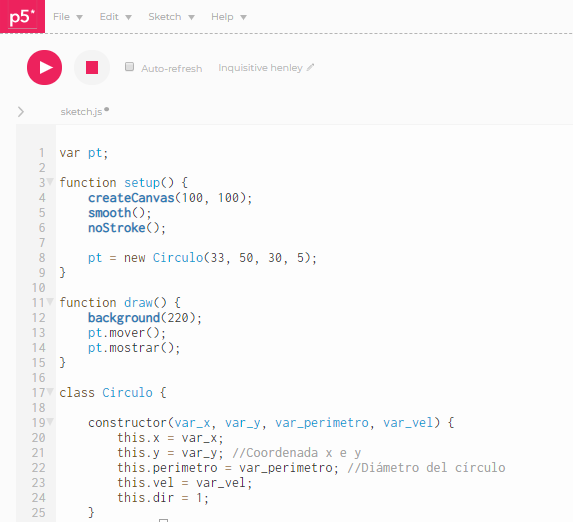 p5*
File Edit Sketch Help
Auto-refresh Inquisitive henley
sketch.js
1 var pt;
2
3 function setup() {
4 createCanvas(100, 100);
5 smooth();
6 noStroke();
7
8 pt = new Circulo(33, 50, 30, 5);
9 }
10
11 function draw() {
12 background(220);
13 pt.mover();
14 pt.mostrar();
15 }
16
17 class Circulo {
18
19 constructor(var_x, var_y, var_perimetro, var_vel) {
20 this.x = var_x;
21 this.y = var_y; //Coordenada x e y
22 this.perimetro = var_perimetro; //Diámetro del circulo
23 this.vel = var_vel;
24 this.dir = 1;
25 }